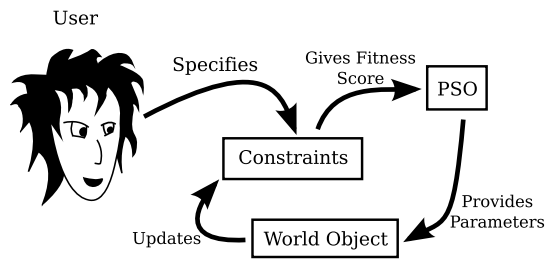 User
Specifies
Gives Fitness
Score
PSO
Constraints
Provides
Parameters
Updates
World Object